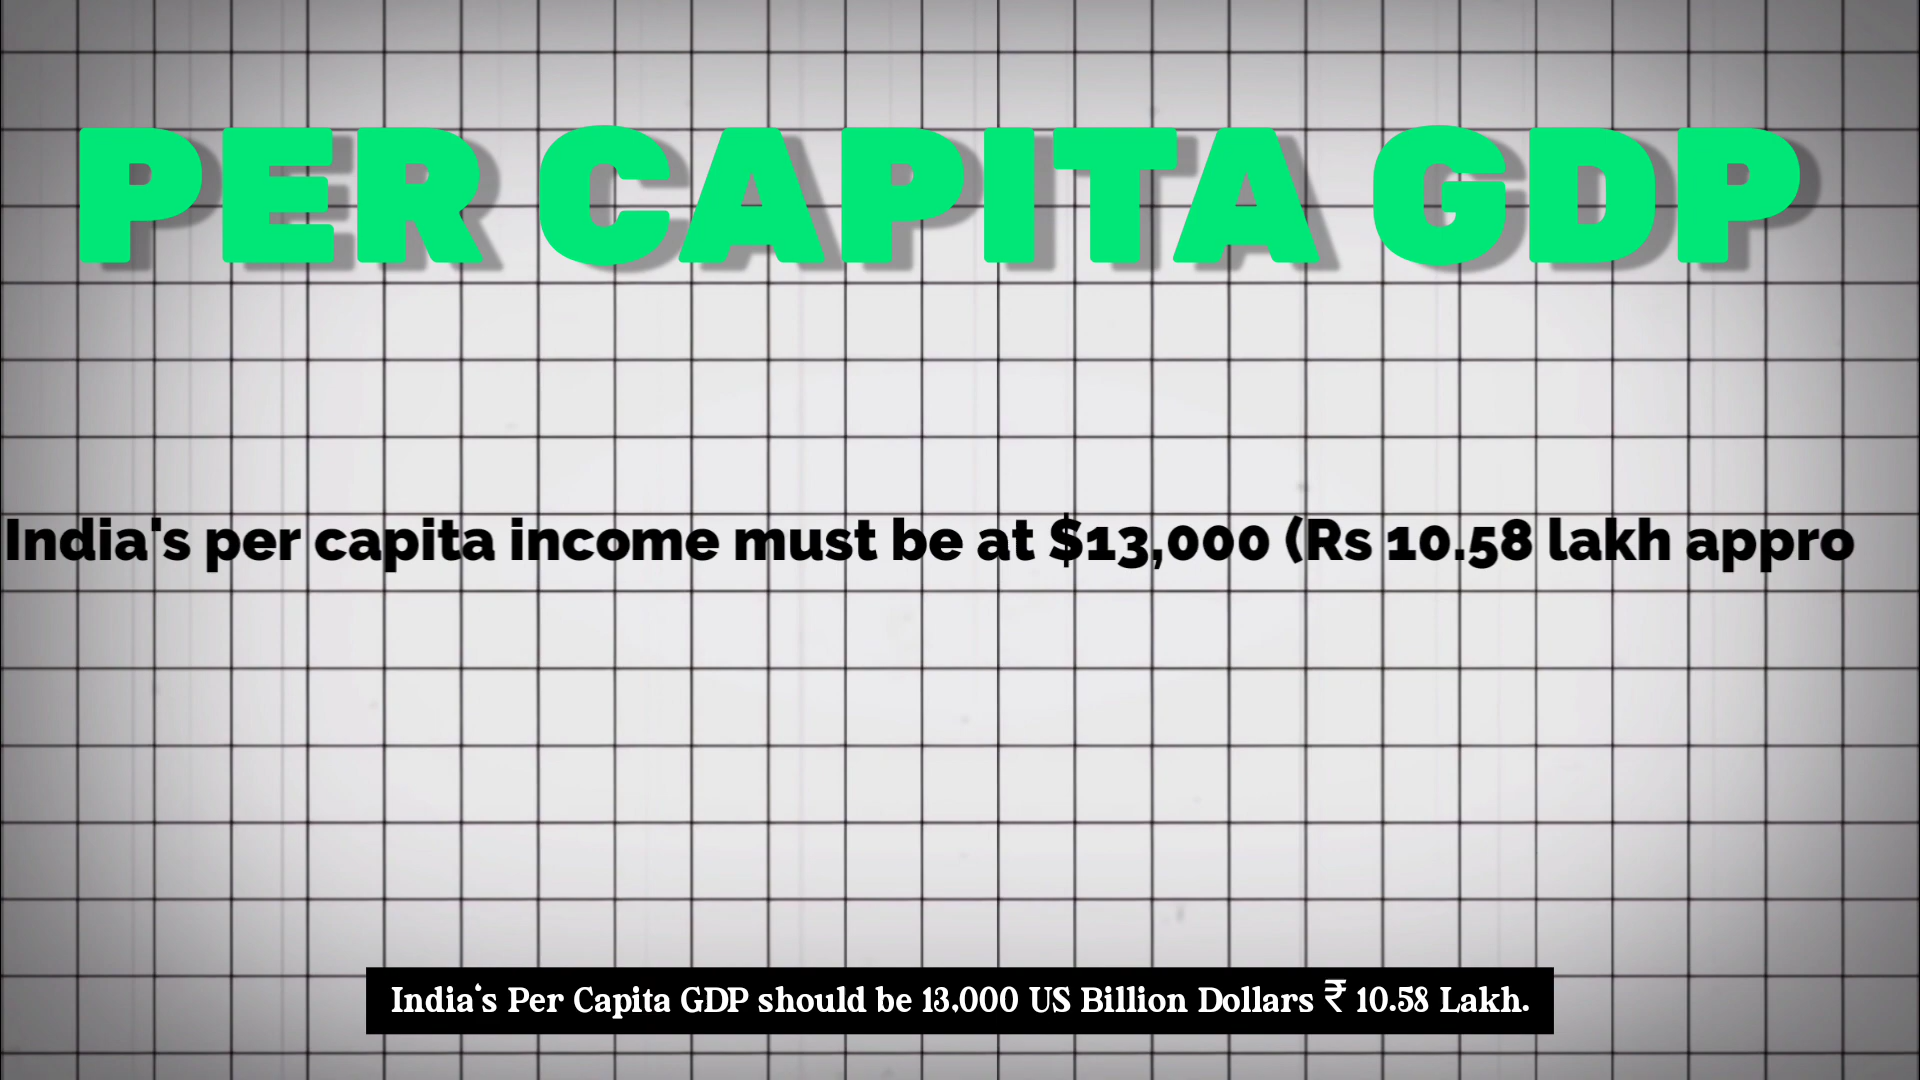 PER CAPITA GDP
India's per capita income must be at $13,000 (Rs 10.58 lakh appro
India's Per Capita GDP should be 13,000 US Billion Dollars ₹ 10.58 Lakh.